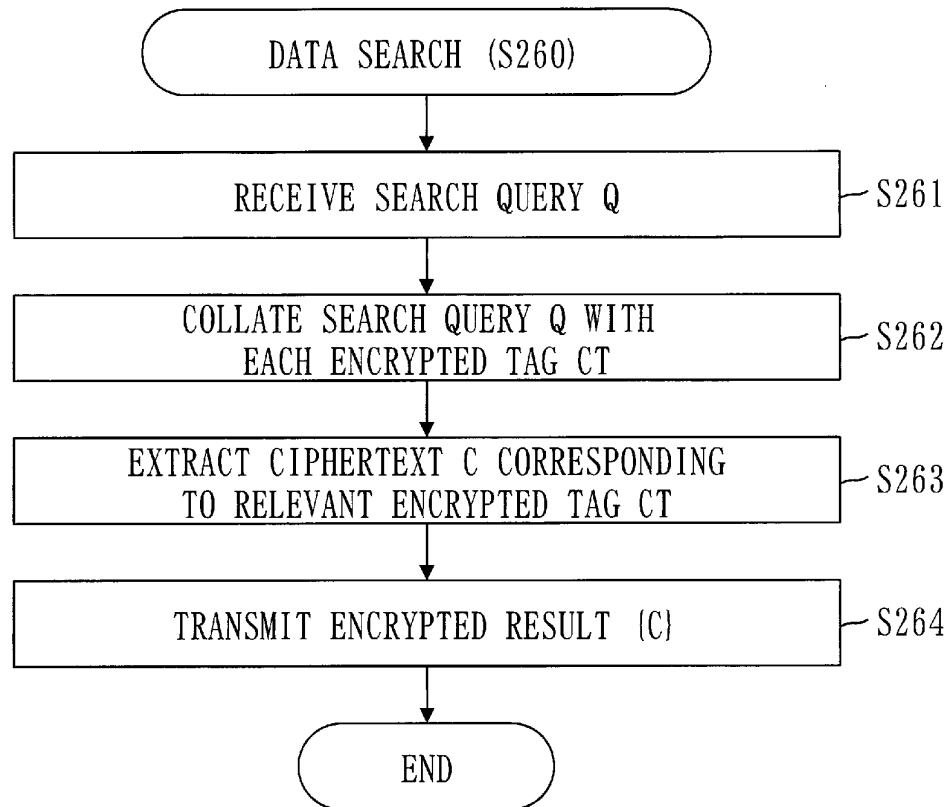 DATA SEARCH (S260)
RECEIVE SEARCH QUERY Q
S261
COLLATE SEARCH QUERY Q WITH
EACH ENCRYPTED TAG CT
S262
EXTRACT CIPHERTEXT C CORRESPONDING
TO RELEVANT ENCRYPTED TAG CT
S263
TRANSMIT ENCRYPTED RESULT {C}
S264
END